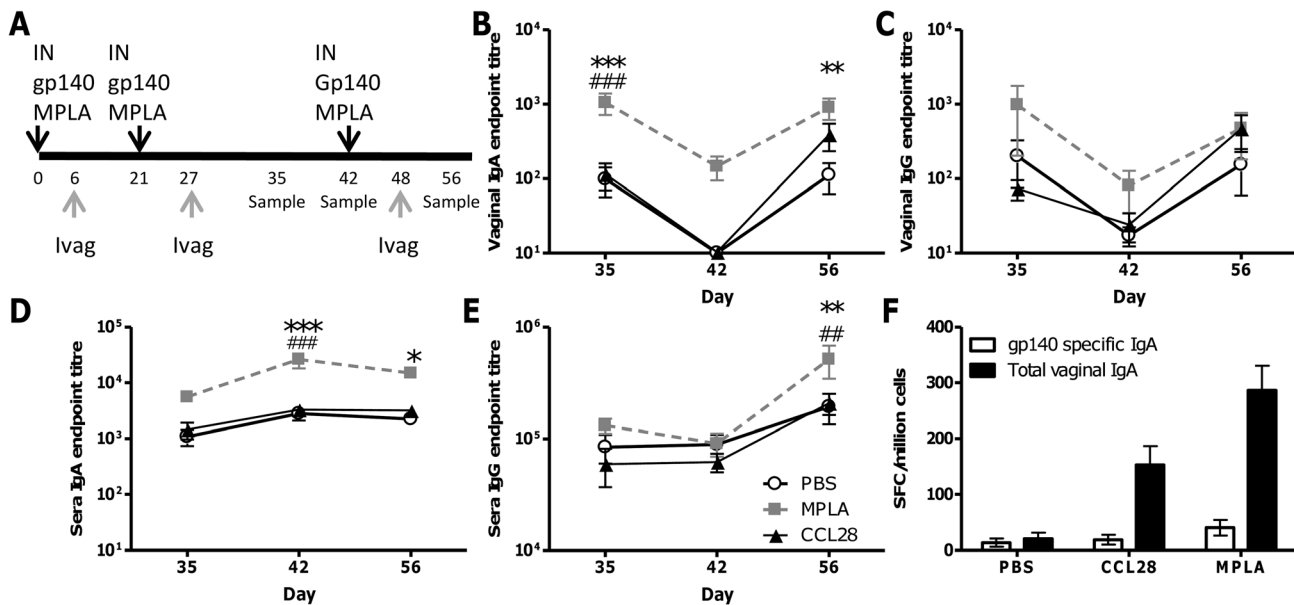 A
IN IN IN
gp140 gp140 Gp140
MPLA MPLA MPLA
0 6 21 27 35 42 48 56
Sample Sample Sample
Ivag Ivag Ivag
B
Vaginal IgA endpoint titre
10⁴
10³
10²
10¹
***
###
**
35 42 56
Day
C
Vaginal IgG endpoint titre
10⁴
10³
10²
10¹
35 42 56
Day
D
Sera IgA endpoint titre
10⁵
10⁴
10³
10²
10¹
***
###
*
35 42 56
Day
E
Sera IgG endpoint titre
10⁶
10⁵
10⁴
**
##
PBS
MPLA
CCL28
35 42 56
Day
F
SFC/million cells
400
300
200
100
0
gp140 specific IgA
Total vaginal IgA
PBS CCL28 MPLA